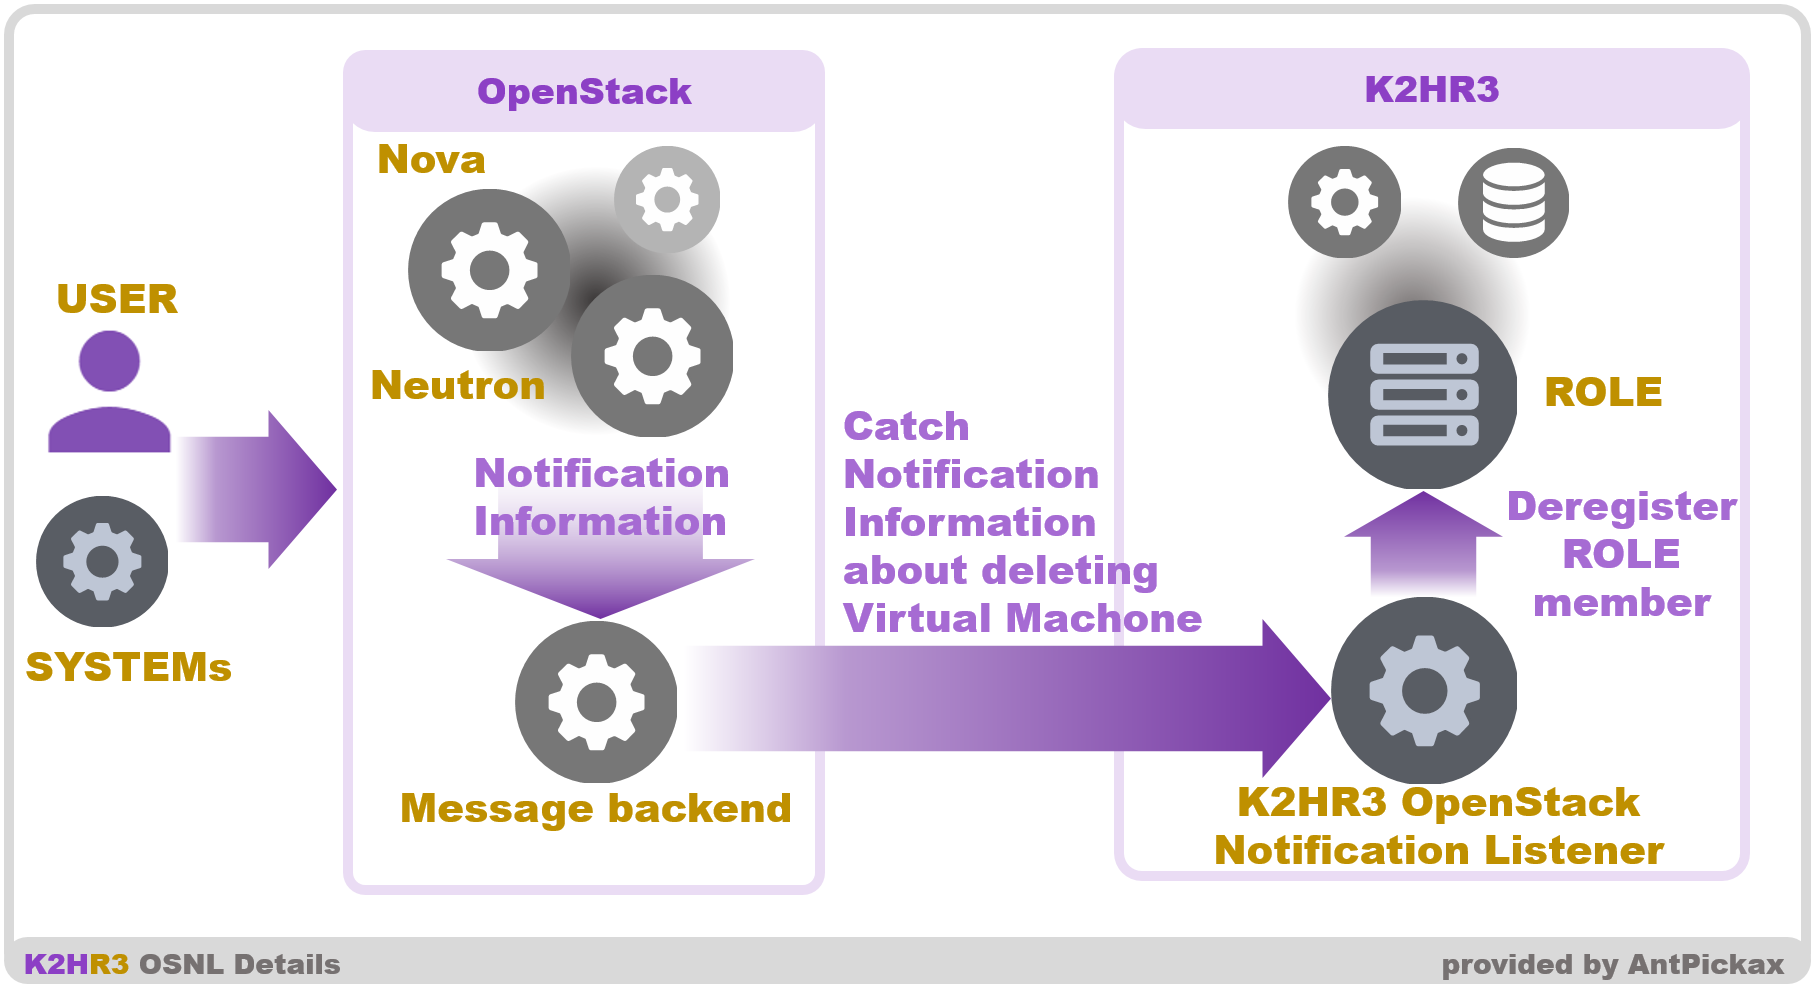 OpenStack
K2HR3
Nova
Neutron
USER
SYSTEMs
Notification
Information
Message backend
Catch
Notification
Information
about deleting
Virtual Machone
ROLE
Deregister
ROLE
member
K2HR3 OpenStack
Notification Listener
K2HR3 OSNL Details
provided by AntPickax